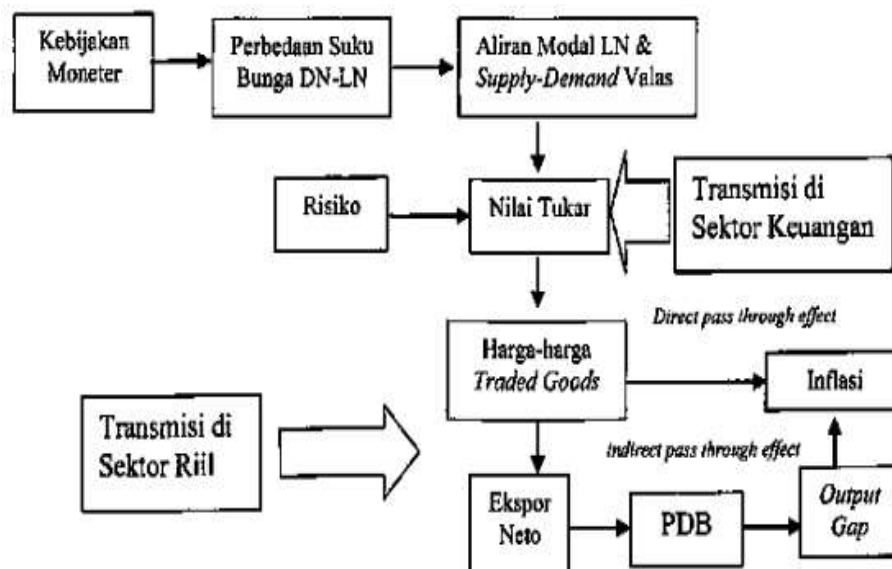 Kebijakan
Moneter
Perbedaan Suku
Bunga DN-LN
Aliran Modal LN &
Supply-Demand Valas
Risiko
Nilai Tukar
Transmisi di
Sektor Keuangan
Direct pass through effect
Harga-harga
Traded Goods
Inflasi
Transmisi di
Sektor Riil
Indirect pass through effect
Ekspor
Neto
PDB
Output
Gap